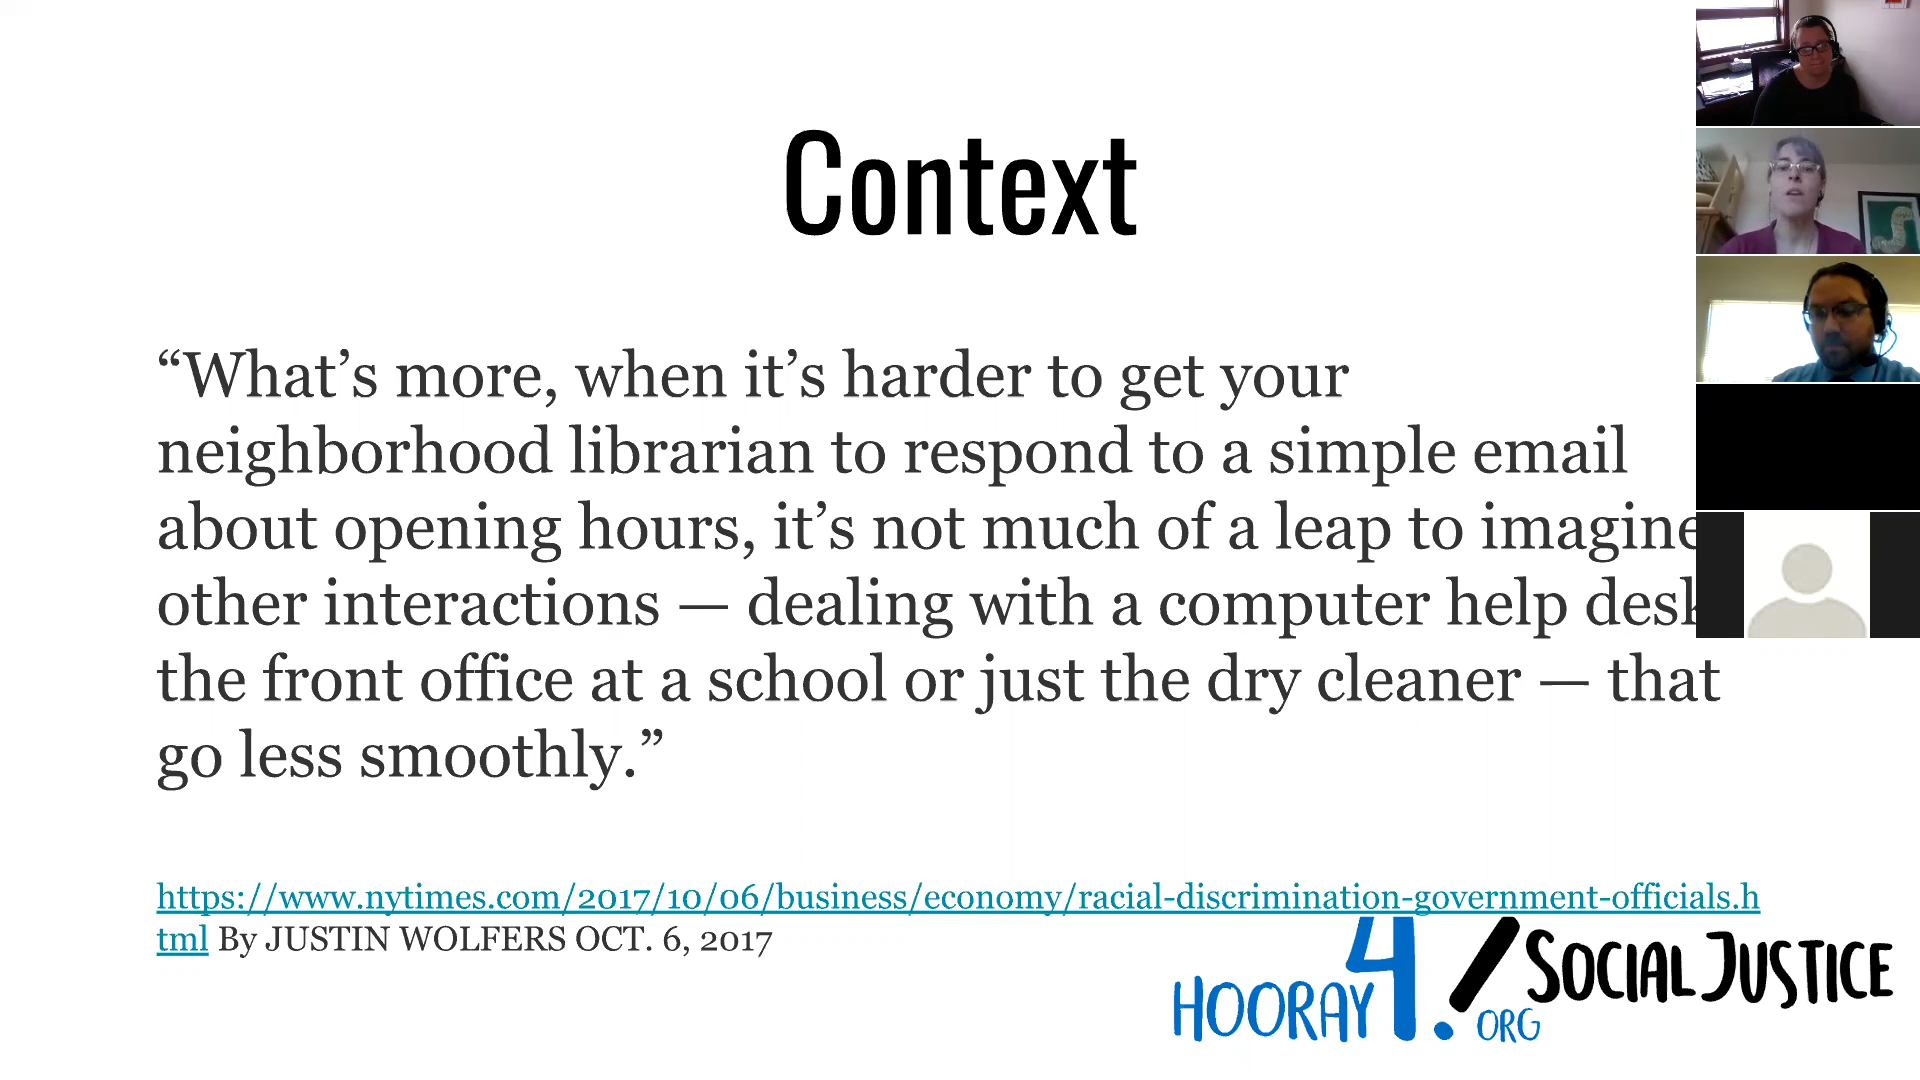 Context
“What’s more, when it’s harder to get your
neighborhood librarian to respond to a simple email
about opening hours, it’s not much of a leap to imagine
other interactions — dealing with a computer help desk
the front office at a school or just the dry cleaner — that
go less smoothly.”
https://www.nytimes.com/2017/10/06/business/economy/racial-discrimination-government-officials.h
tml By JUSTIN WOLFERS OCT. 6, 2017
HOORAY 4 SOCIAL JUSTICE
.ORG